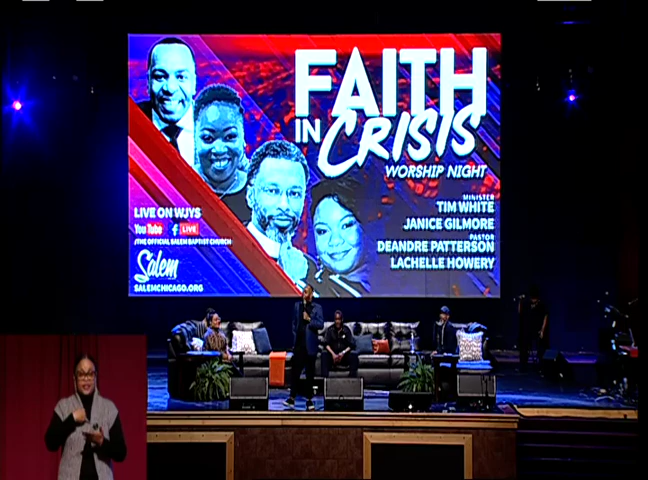 FAITH
IN CRISIS
WORSHIP NIGHT
MINISTER
TIM WHITE
JANICE GILMORE
PASTOR
DEANDRE PATTERSON
LACHELLE HOWERY
LIVE ON WJYS
YouTube f LIVE
/THE OFFICIAL SALEM BAPTIST CHURCH
Salem
SALEMCHICAGO.ORG